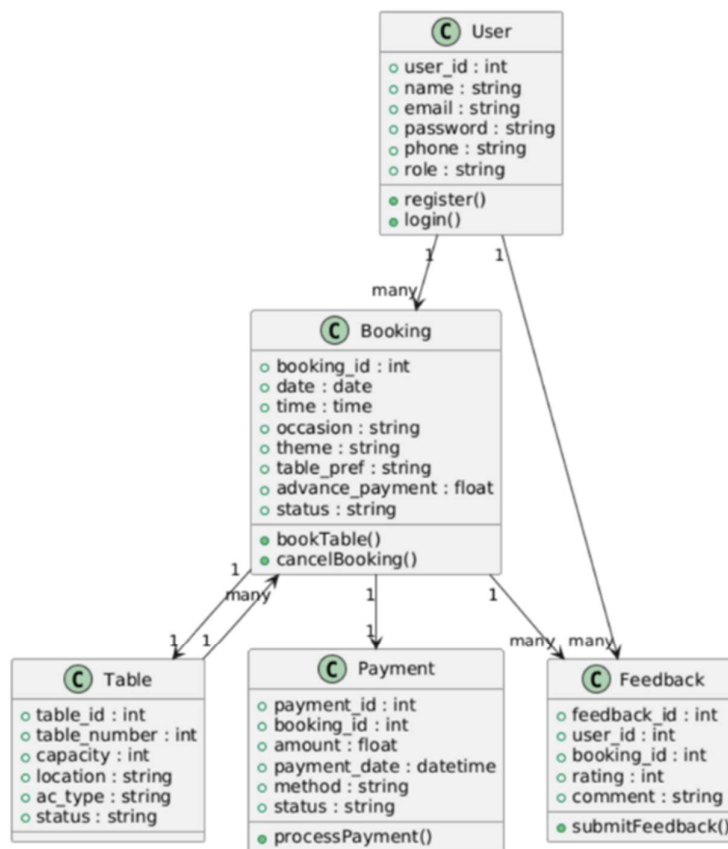 C User
user_id : int
name : string
email : string
password : string
phone : string
role : string
register()
login()
1
1
many
C Booking
booking_id : int
date : date
time : time
occasion : string
theme : string
table_pref : string
advance_payment : float
status : string
bookTable()
cancelBooking()
1
many
1
1
1
1
1
many
many
C Table
table_id : int
table_number : int
capacity : int
location : string
ac_type : string
status : string
C Payment
payment_id : int
booking_id : int
amount : float
payment_date : datetime
method : string
status : string
processPayment()
C Feedback
feedback_id : int
user_id : int
booking_id : int
rating : int
comment : string
submitFeedback()